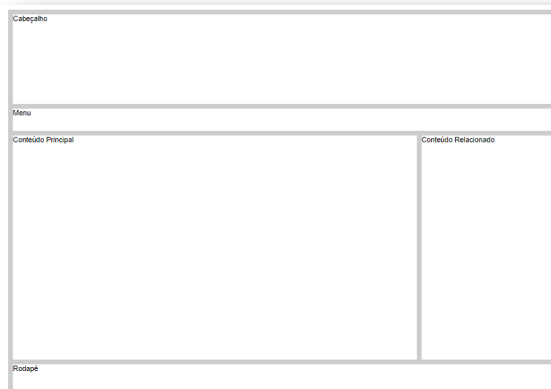 Cabeçalho
Menu
Conteúdo Principal
Conteúdo Relacionado
Rodapé